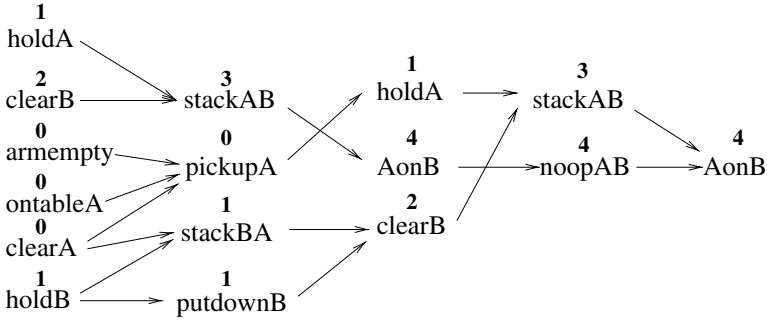 1
holdA
2
clearB
0
armempty
0
ontableA
0
clearA
1
holdB
3
stackAB
0
pickupA
1
stackBA
1
putdownB
1
holdA
4
AonB
2
clearB
3
stackAB
4
noopAB
4
AonB